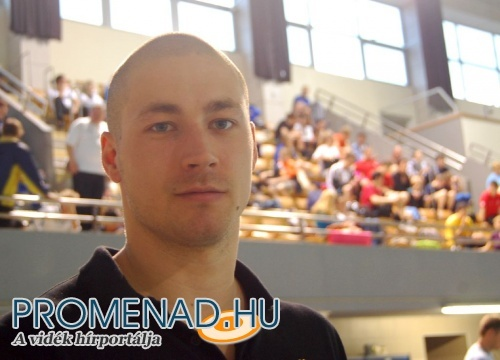 PROMENAD.HU
A vidék hírportálja